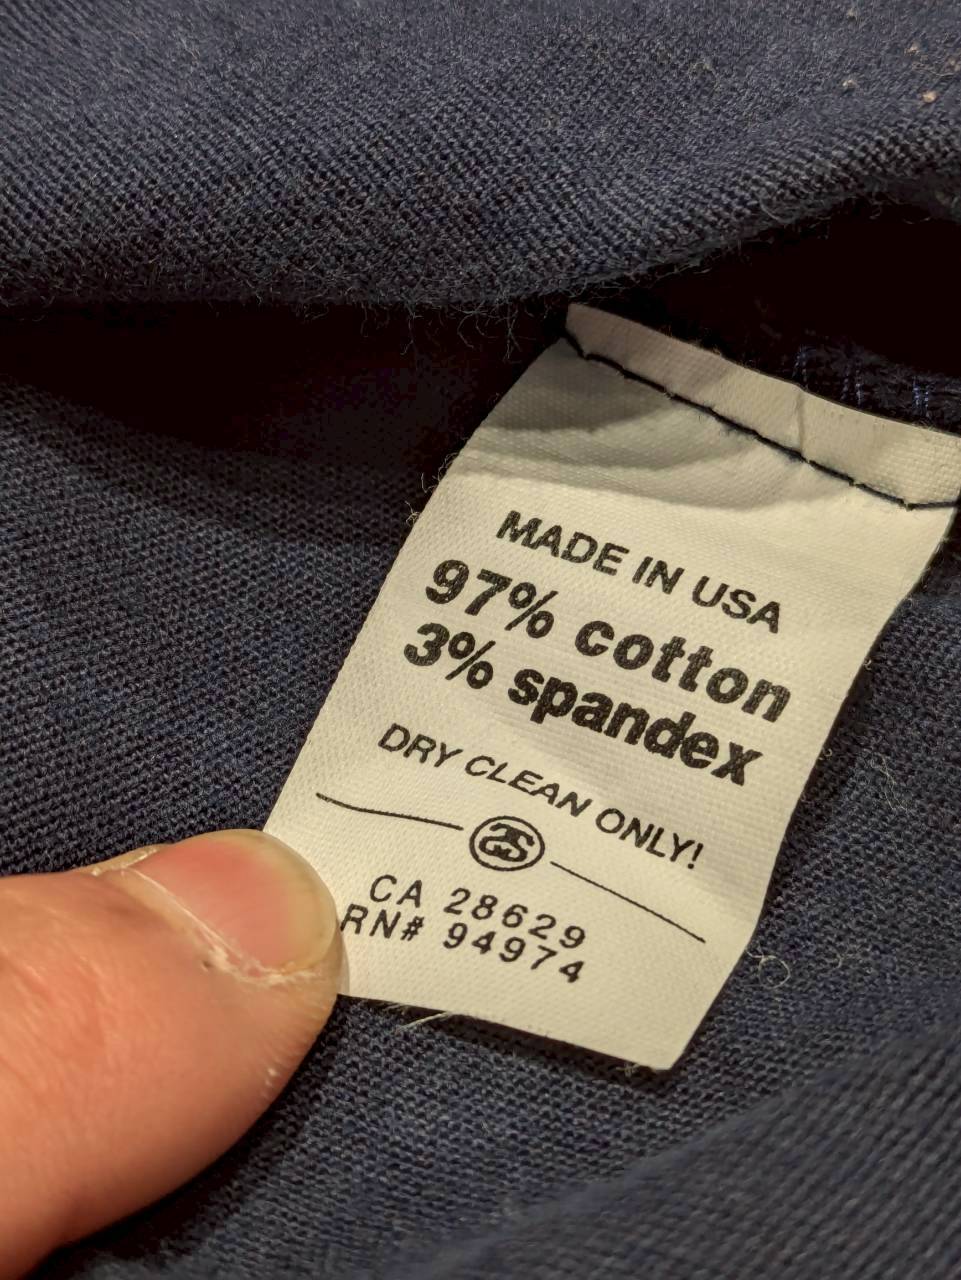 MADE IN USA
97% cotton
3% spandex
DRY CLEAN ONLY!
CA 28629
RN# 94974